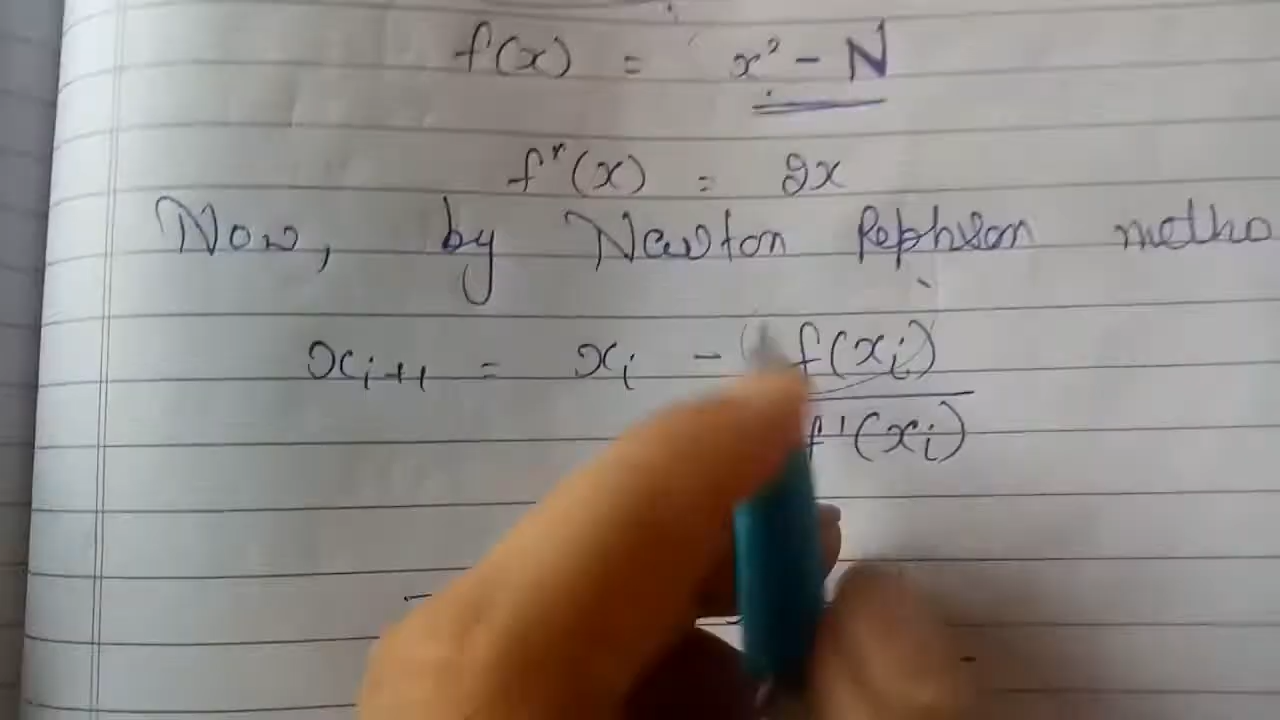 f(x) = x² - N
f'(x) = 2x
Now, by Newton Raphson metho
xᵢ₊₁ = xᵢ - f(xᵢ) / f'(xᵢ)